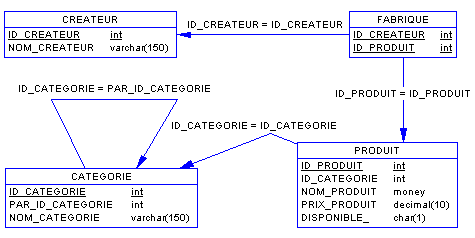 CREATEUR
ID_CREATEUR int
NOM_CREATEUR varchar(150)
ID_CREATEUR = ID_CREATEUR
FABRIQUE
ID_CREATEUR int
ID_PRODUIT int
ID_CATEGORIE = PAR_ID_CATEGORIE
ID_PRODUIT = ID_PRODUIT
ID_CATEGORIE = ID_CATEGORIE
CATEGORIE
ID_CATEGORIE int
PAR_ID_CATEGORIE int
NOM_CATEGORIE varchar(150)
PRODUIT
ID_PRODUIT int
ID_CATEGORIE int
NOM_PRODUIT money
PRIX_PRODUIT decimal(10)
DISPONIBLE_ char(1)